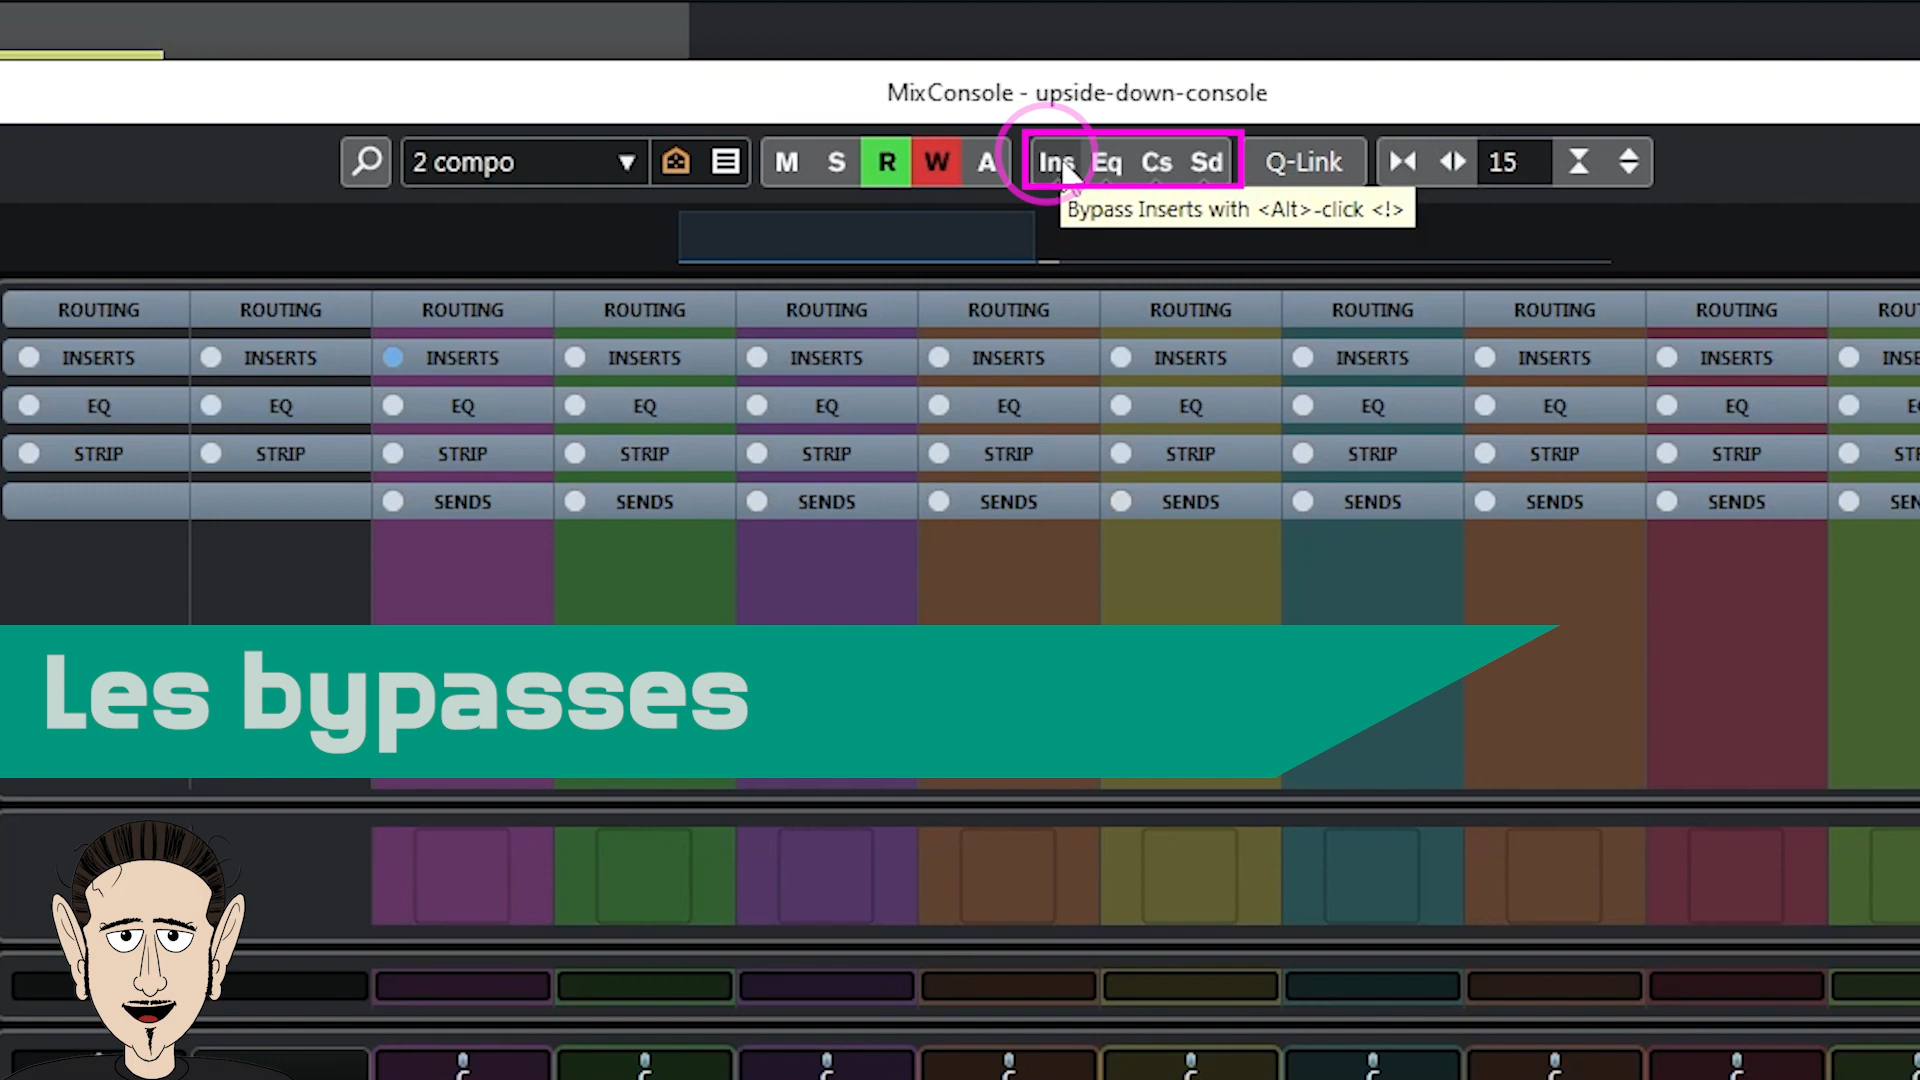 MixConsole - upside-down-console
2 compo M S R W A Ins Eq Cs Sd Q-Link 15
Bypass Inserts with <Alt>-click <!>
ROUTING ROUTING ROUTING ROUTING ROUTING ROUTING ROUTING ROUTING ROUTING ROUTING
INSERTS INSERTS INSERTS INSERTS INSERTS INSERTS INSERTS INSERTS INSERTS INSERTS
EQ EQ EQ EQ EQ EQ EQ EQ EQ EQ
STRIP STRIP STRIP STRIP STRIP STRIP STRIP STRIP STRIP STRIP
SENDS SENDS SENDS SENDS SENDS SENDS SENDS SENDS
Les bypasses